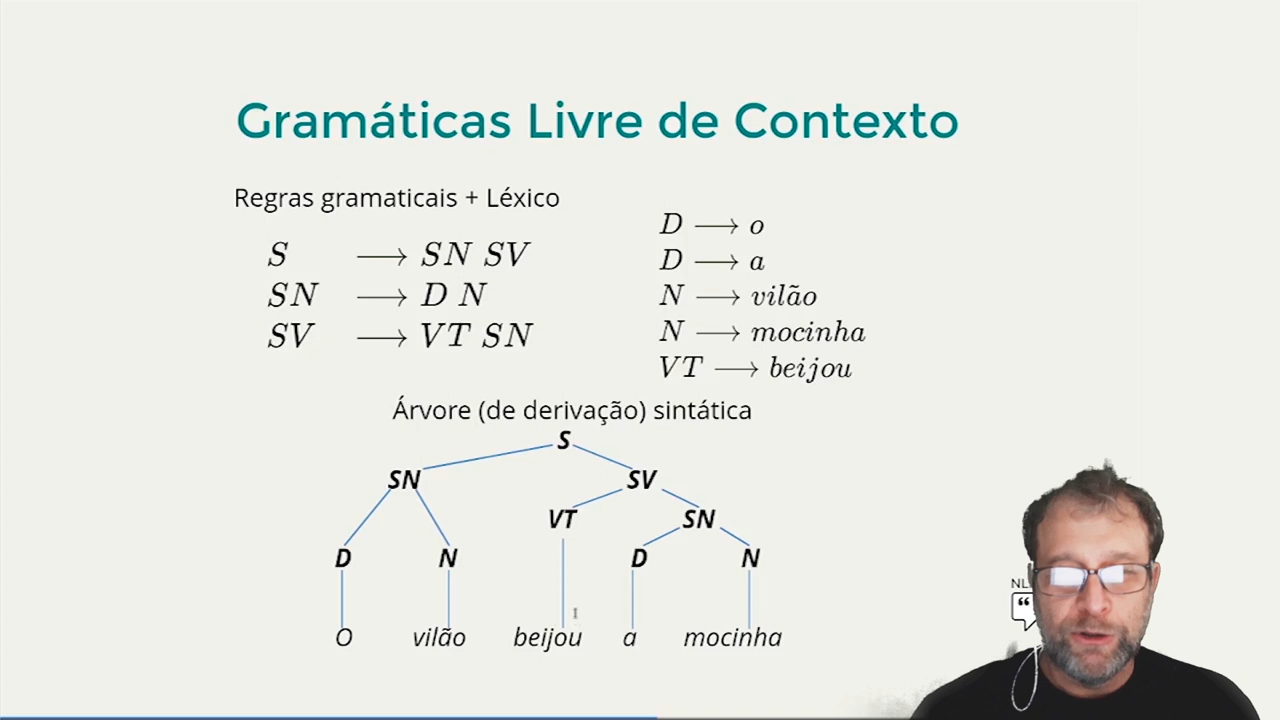 Gramáticas Livre de Contexto
Regras gramaticais + Léxico
S ⟶ SN SV
SN ⟶ D N
SV ⟶ VT SN
D ⟶ o
D ⟶ a
N ⟶ vilão
N ⟶ mocinha
VT ⟶ beijou
Árvore (de derivação) sintática
S
SN SV
VT SN
D N D N
O vilão beijou a mocinha